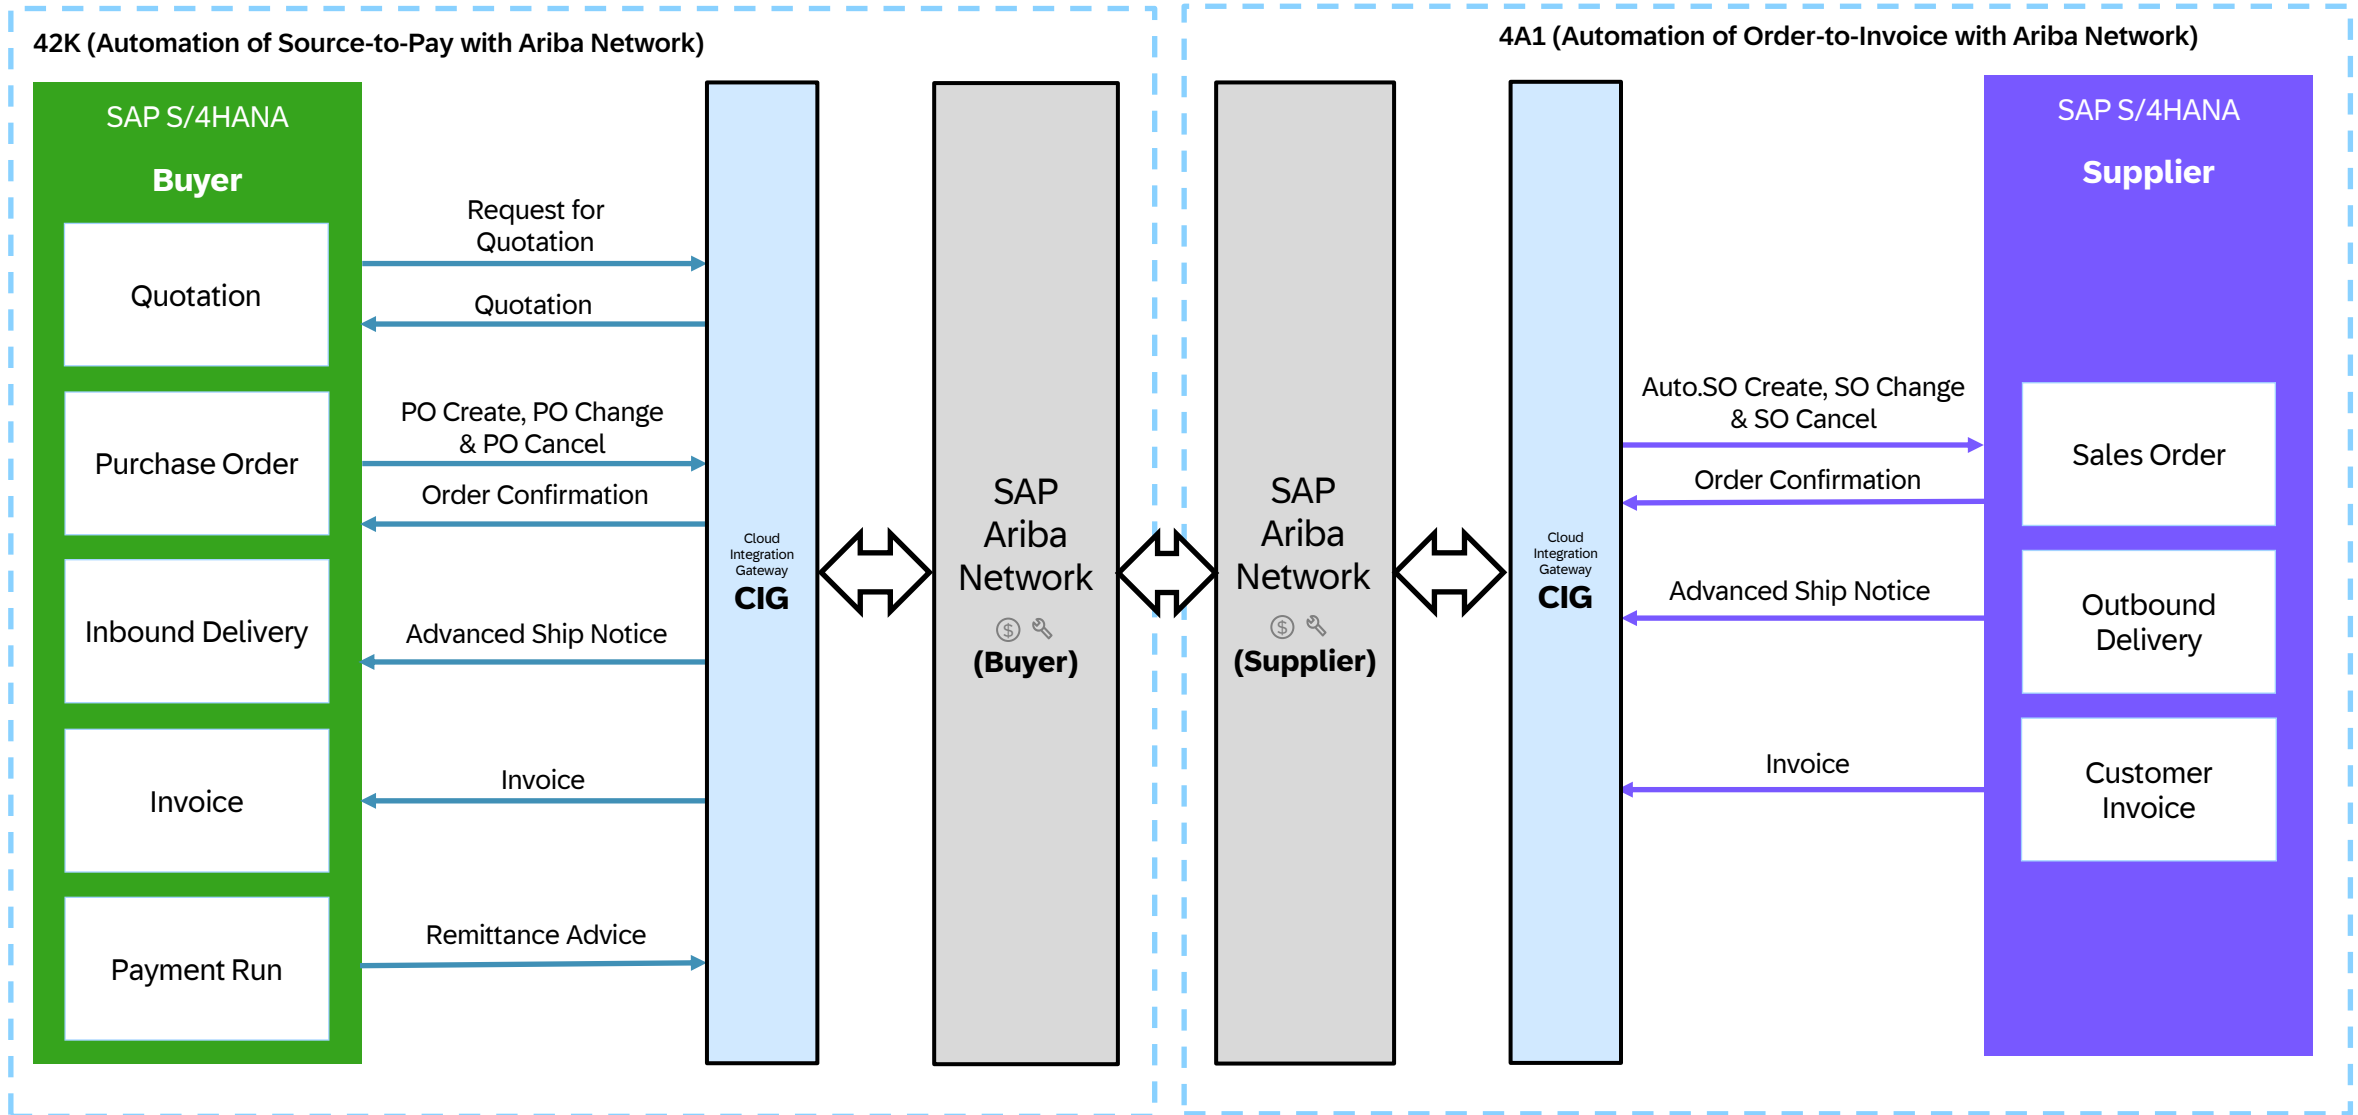 42K (Automation of Source-to-Pay with Ariba Network)
SAP S/4HANA
Buyer
Quotation
Purchase Order
Inbound Delivery
Invoice
Payment Run
Request for
Quotation
Quotation
PO Create, PO Change
& PO Cancel
Order Confirmation
Advanced Ship Notice
Invoice
Remittance Advice
Cloud
Integration
Gateway
CIG
SAP
Ariba
Network
(Buyer)
4A1 (Automation of Order-to-Invoice with Ariba Network)
SAP
Ariba
Network
(Supplier)
Cloud
Integration
Gateway
CIG
Auto.SO Create, SO Change
& SO Cancel
Order Confirmation
Advanced Ship Notice
Invoice
SAP S/4HANA
Supplier
Sales Order
Outbound
Delivery
Customer
Invoice